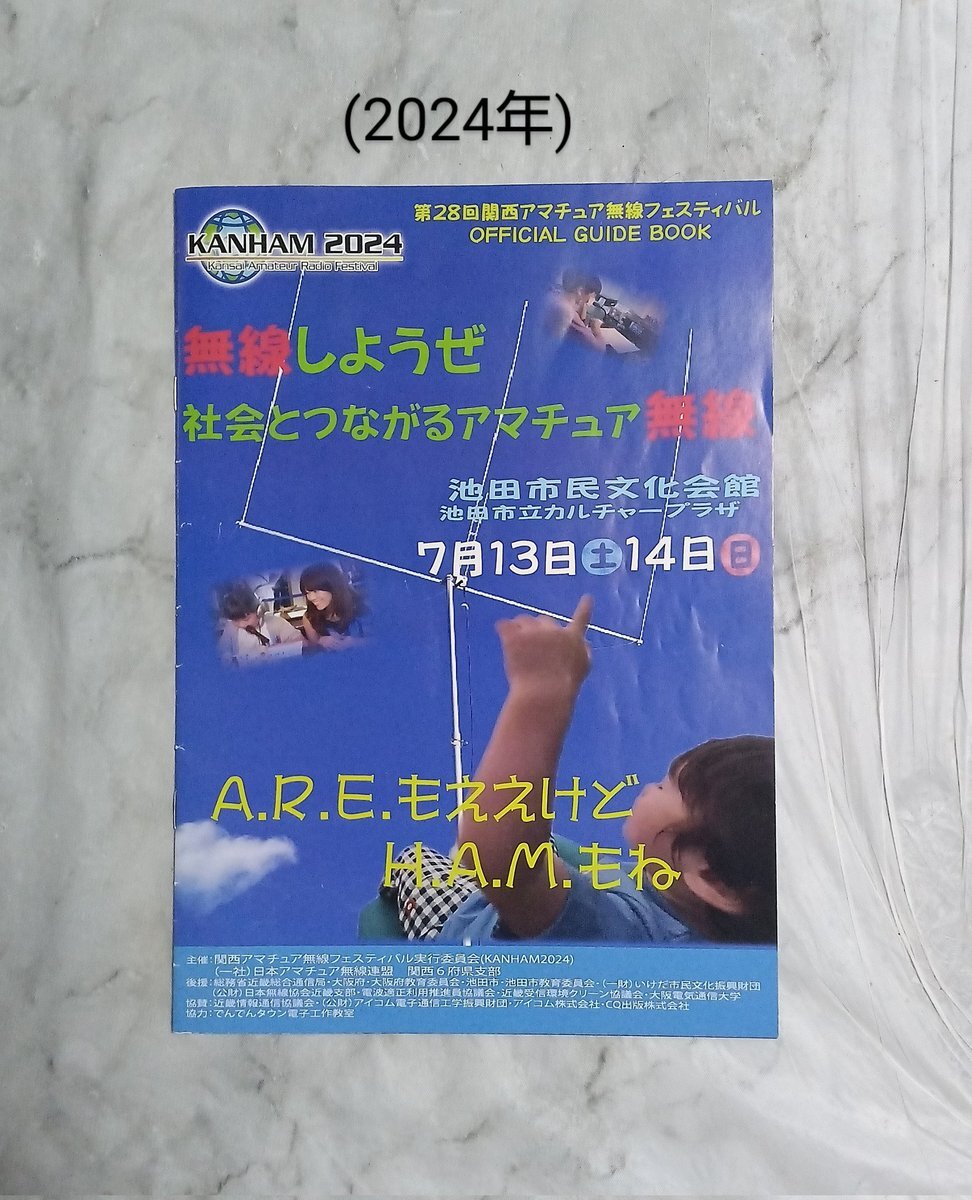 (2024年)
KANHAM 2024
Kansai Amateur Radio Festival
第28回関西アマチュア無線フェスティバル
OFFICIAL GUIDE BOOK
無線しようぜ
社会とつながるアマチュア無線
池田市民文化会館
池田市立カルチャープラザ
7月13日土14日日
A.R.E.もええけど
H.A.M.もね
主催:関西アマチュア無線フェスティバル実行委員会(KANHAM2024)
(一社)日本アマチュア無線連盟 関西6府県支部
後援:総務省近畿総合通信局・大阪府・大阪府教育委員会・池田市・池田市教育委員会・(一財)いけだ市民文化振興財団
(公財)日本無線協会近畿支部・電波適正利用推進員協議会・近畿受信環境クリーン協議会・大阪電気通信大学
協賛:近畿情報通信協議会・(公財)アイコム電子通信工学振興財団・アイコム株式会社・CQ出版株式会社
協力:でんでんタウン電子工作教室